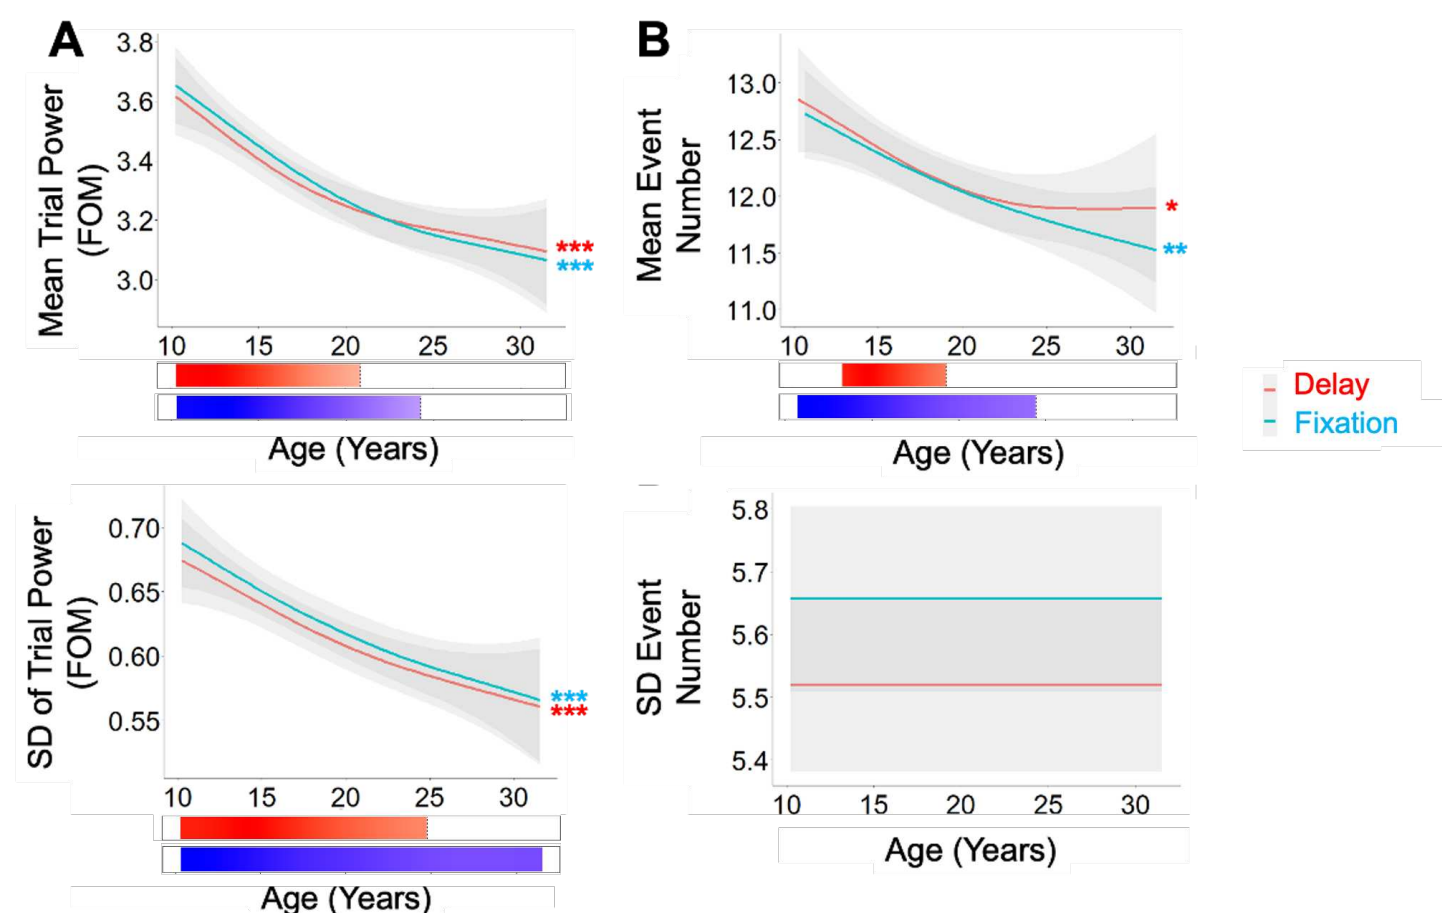 A
B
Mean Trial Power
(FOM)
3.8
3.6
3.4
3.2
3.0
***
***
10 15 20 25 30
Age (Years)
Mean Event
Number
13.0
12.5
12.0
11.5
11.0
*
**
10 15 20 25 30
Age (Years)
Delay
Fixation
SD of Trial Power
(FOM)
0.70
0.65
0.60
0.55
***
***
10 15 20 25 30
Age (Years)
SD Event
Number
5.8
5.7
5.6
5.5
5.4
10 15 20 25 30
Age (Years)